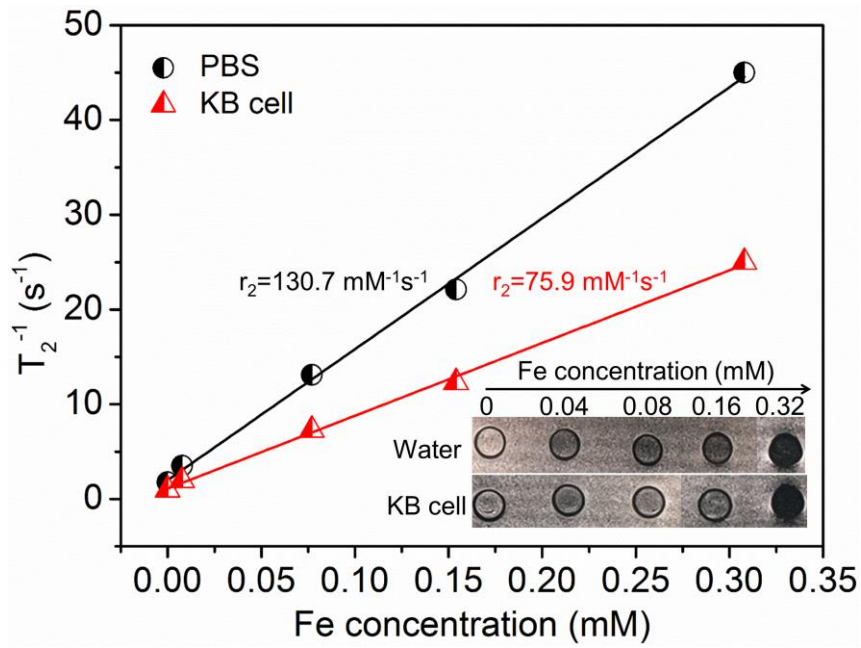 50
40
30
20
10
0
T₂⁻¹ (s⁻¹)
PBS
KB cell
r₂=130.7 mM⁻¹s⁻¹
r₂=75.9 mM⁻¹s⁻¹
Fe concentration (mM)
0 0.04 0.08 0.16 0.32
Water
KB cell
0.00 0.05 0.10 0.15 0.20 0.25 0.30 0.35
Fe concentration (mM)